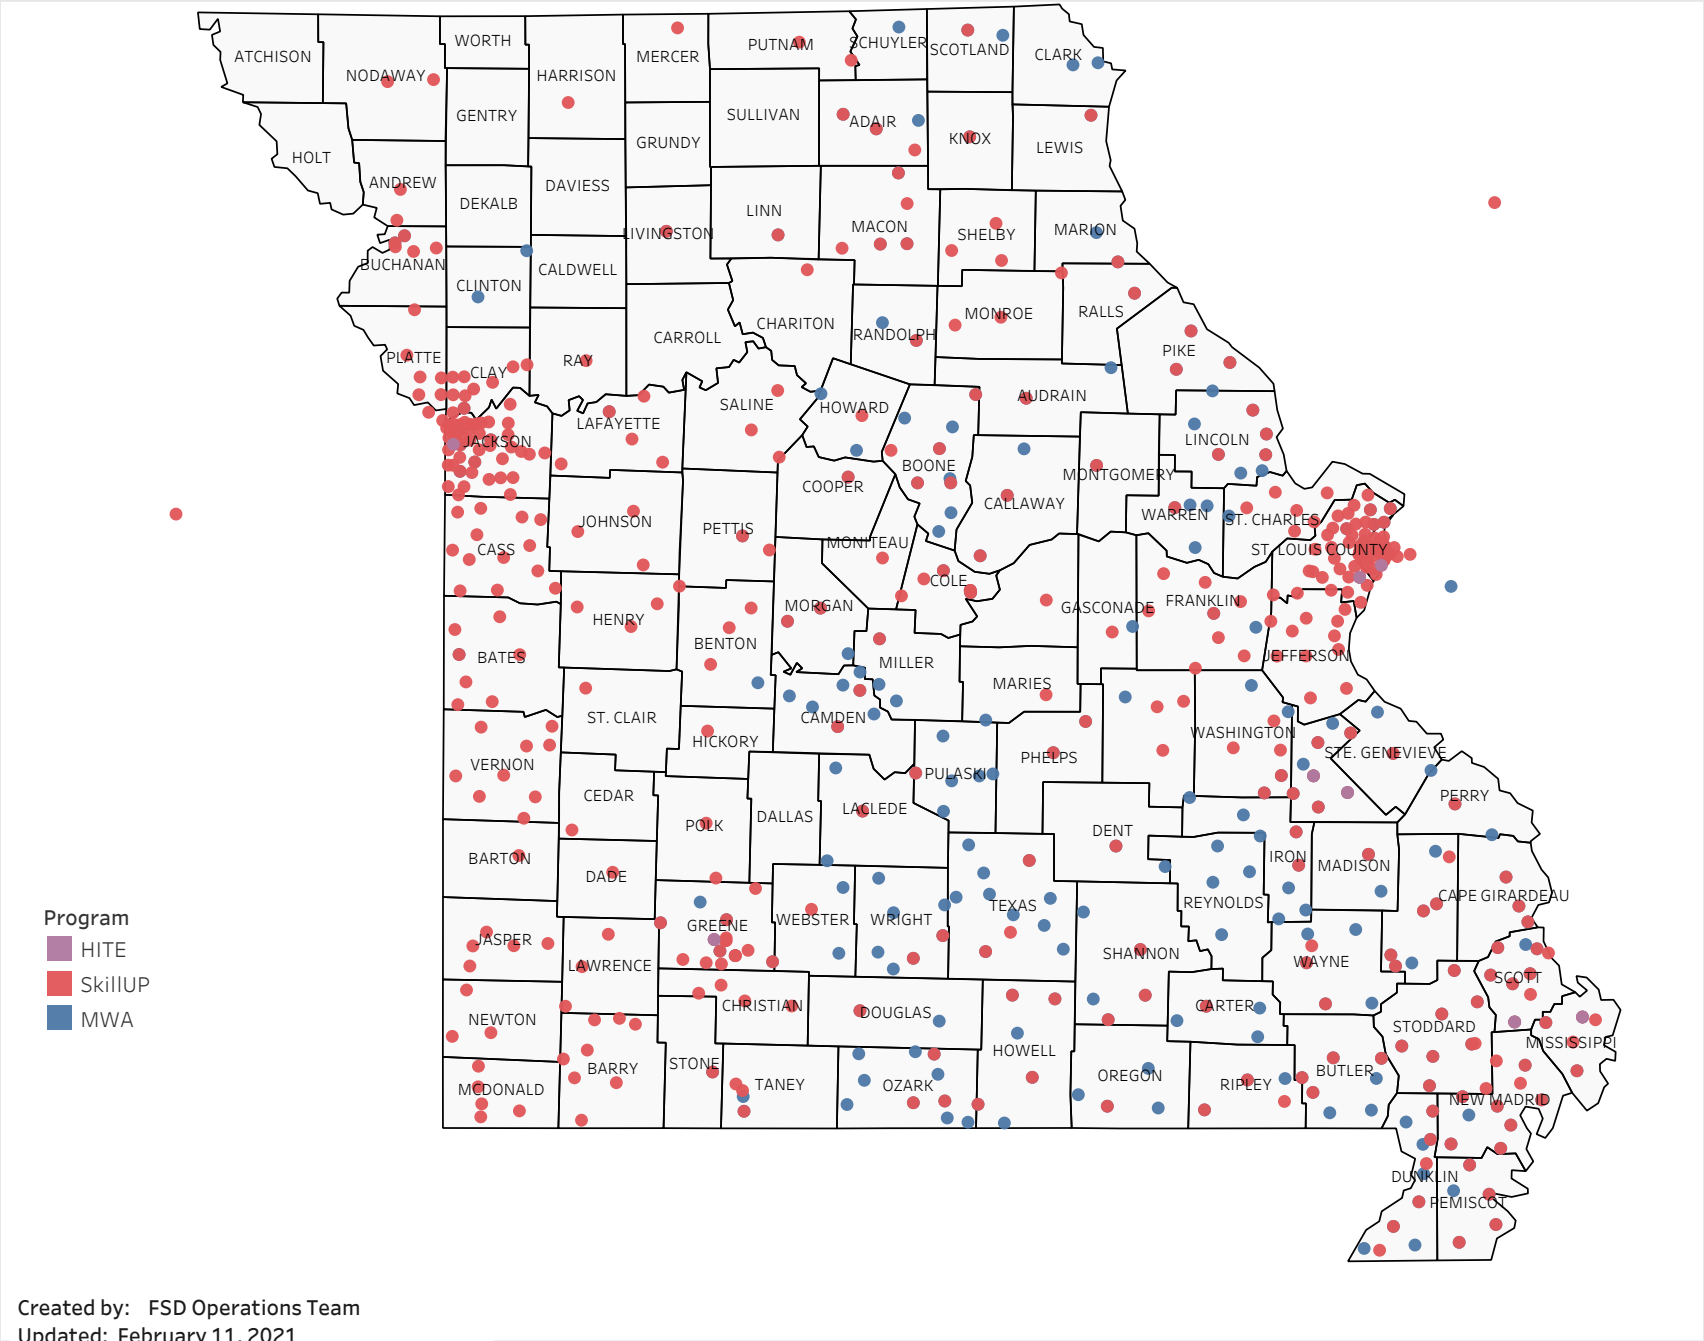 ATCHISON
NODAWAY
WORTH
HARRISON
MERCER
PUTNAM
SCHUYLER
SCOTLAND
CLARK
GENTRY
SULLIVAN
ADAIR
KNOX
LEWIS
HOLT
GRUNDY
ANDREW
DEKALB
DAVIESS
LIVINGSTON
LINN
MACON
SHELBY
MARION
BUCHANAN
CLINTON
CALDWELL
CARROLL
CHARITON
RANDOLPH
MONROE
RALLS
PIKE
PLATTE
CLAY
RAY
LAFAYETTE
SALINE
HOWARD
AUDRAIN
JACKSON
BOONE
LINCOLN
MONTGOMERY
COOPER
CALLAWAY
WARREN
ST. CHARLES
JOHNSON
PETTIS
MONITEAU
CASS
ST. LOUIS COUNTY
COLE
HENRY
MORGAN
GASCONADE
FRANKLIN
BATES
BENTON
MILLER
JEFFERSON
MARIES
ST. CLAIR
CAMDEN
WASHINGTON
HICKORY
STE. GENEVIEVE
VERNON
PULASKI
PHELPS
CEDAR
PERRY
POLK
DALLAS
LACLEDE
DENT
BARTON
DADE
IRON
MADISON
CAPE GIRARDEAU
GREENE
WEBSTER
WRIGHT
TEXAS
REYNOLDS
JASPER
LAWRENCE
SHANNON
WAYNE
SCOTT
NEWTON
CHRISTIAN
DOUGLAS
CARTER
STODDARD
MISSISSIPPI
HOWELL
STONE
BARRY
TANEY
OZARK
OREGON
RIPLEY
BUTLER
MCDONALD
NEW MADRID
DUNKLIN
PEMISCOT
Program
HITE
SkillUP
MWA
Created by: FSD Operations Team
Updated: February 11, 2021